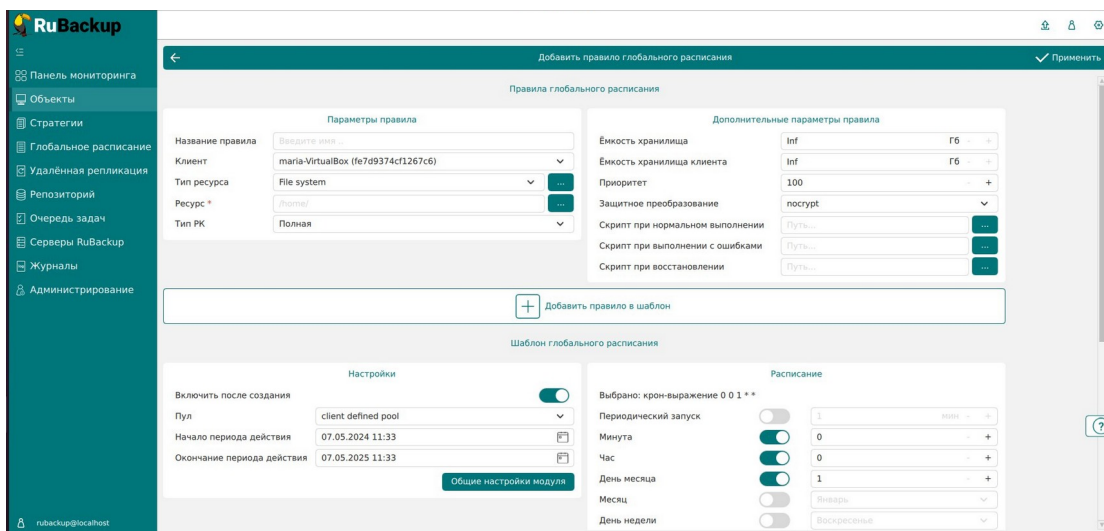 RuBackup
Добавить правило глобального расписания
Применить
Панель мониторинга
Объекты
Стратегии
Глобальное расписание
Удалённая репликация
Репозиторий
Очередь задач
Серверы RuBackup
Журналы
Администрирование
rubackup@localhost
Правила глобального расписания
Параметры правила
Название правила Введите имя ..
Клиент maria-VirtualBox (fe7d9374cf1267c6)
Тип ресурса File system ...
Ресурс * /home/ ...
Тип РК Полная
Дополнительные параметры правила
Ёмкость хранилища Inf Гб - +
Ёмкость хранилища клиента Inf Гб - +
Приоритет 100 - +
Защитное преобразование nocrypt
Скрипт при нормальном выполнении Путь... ...
Скрипт при выполнении с ошибками Путь... ...
Скрипт при восстановлении Путь... ...
+ Добавить правило в шаблон
Шаблон глобального расписания
Настройки
Включить после создания
Пул client defined pool
Начало периода действия 07.05.2024 11:33
Окончание периода действия 07.05.2025 11:33
Общие настройки модуля
Расписание
Выбрано: крон-выражение 0 0 1 * *
Периодический запуск 1 мин - +
Минута 0 - +
Час 0 - +
День месяца 1 - +
Месяц Январь
День недели Воскресенье
?